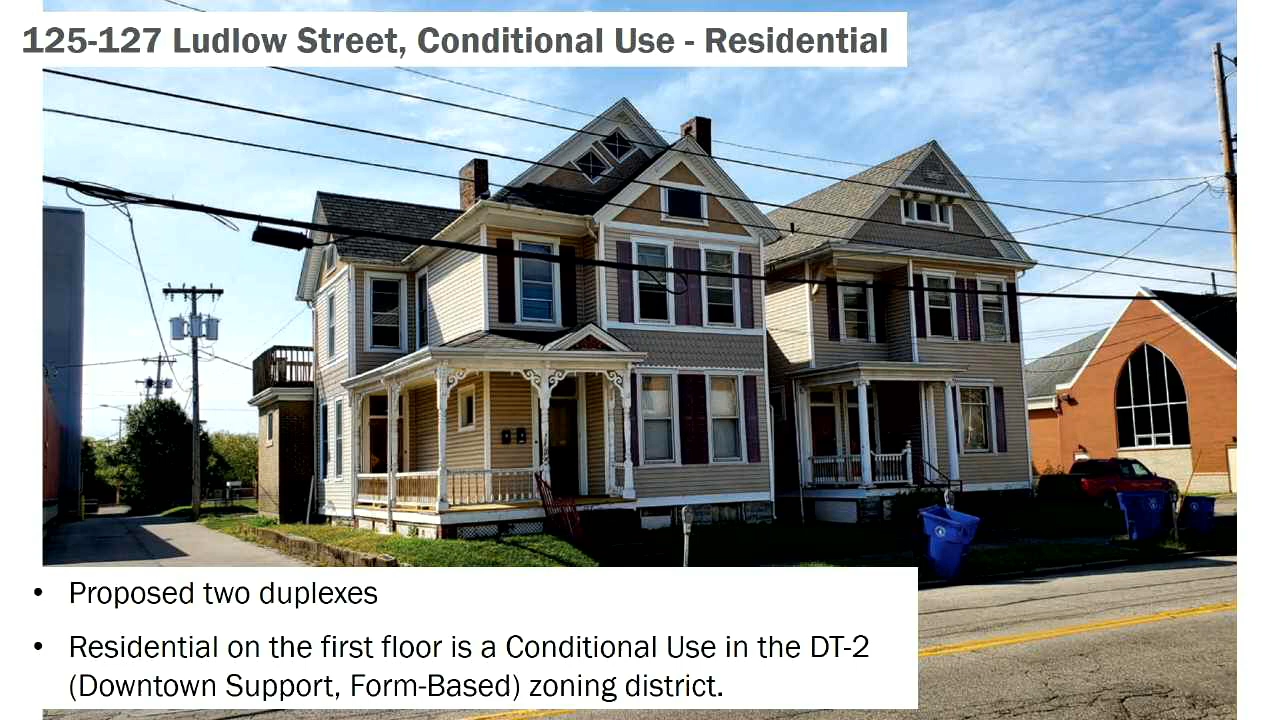 125-127 Ludlow Street, Conditional Use - Residential
• Proposed two duplexes
• Residential on the first floor is a Conditional Use in the DT-2
(Downtown Support, Form-Based) zoning district.